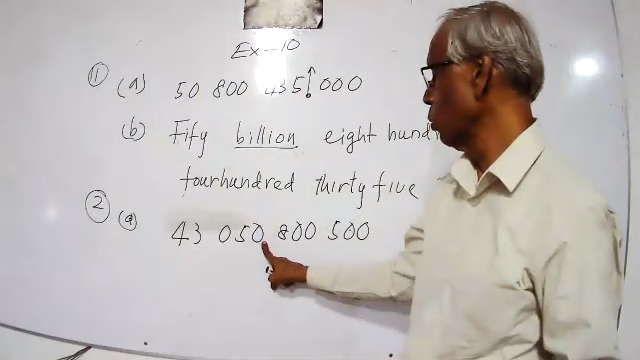 Ex-10
① (a) 50 800 435 000
(b) Fify billion eight hund
fourhundred thirty five
② (a) 43 050 800 500